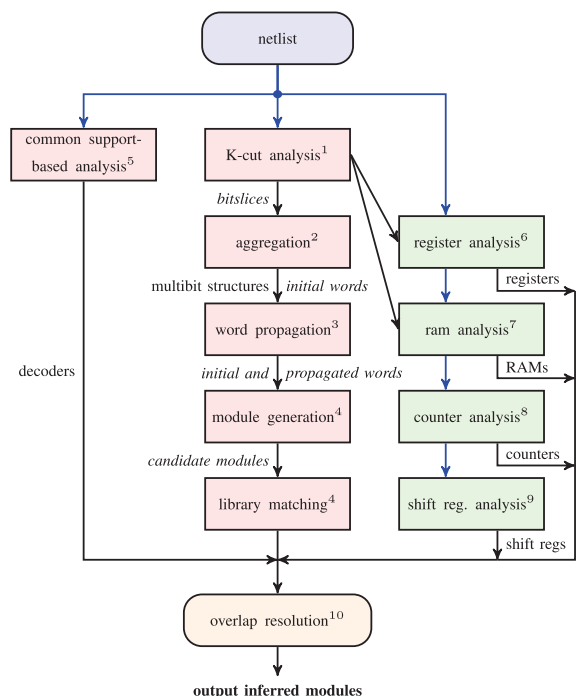 netlist
common support-
based analysis⁵
K-cut analysis¹
bitslices
aggregation²
register analysis⁶
registers
multibit structures initial words
word propagation³
ram analysis⁷
RAMs
decoders
initial and propagated words
module generation⁴
counter analysis⁸
counters
candidate modules
library matching⁴
shift reg. analysis⁹
shift regs
overlap resolution¹⁰
output inferred modules